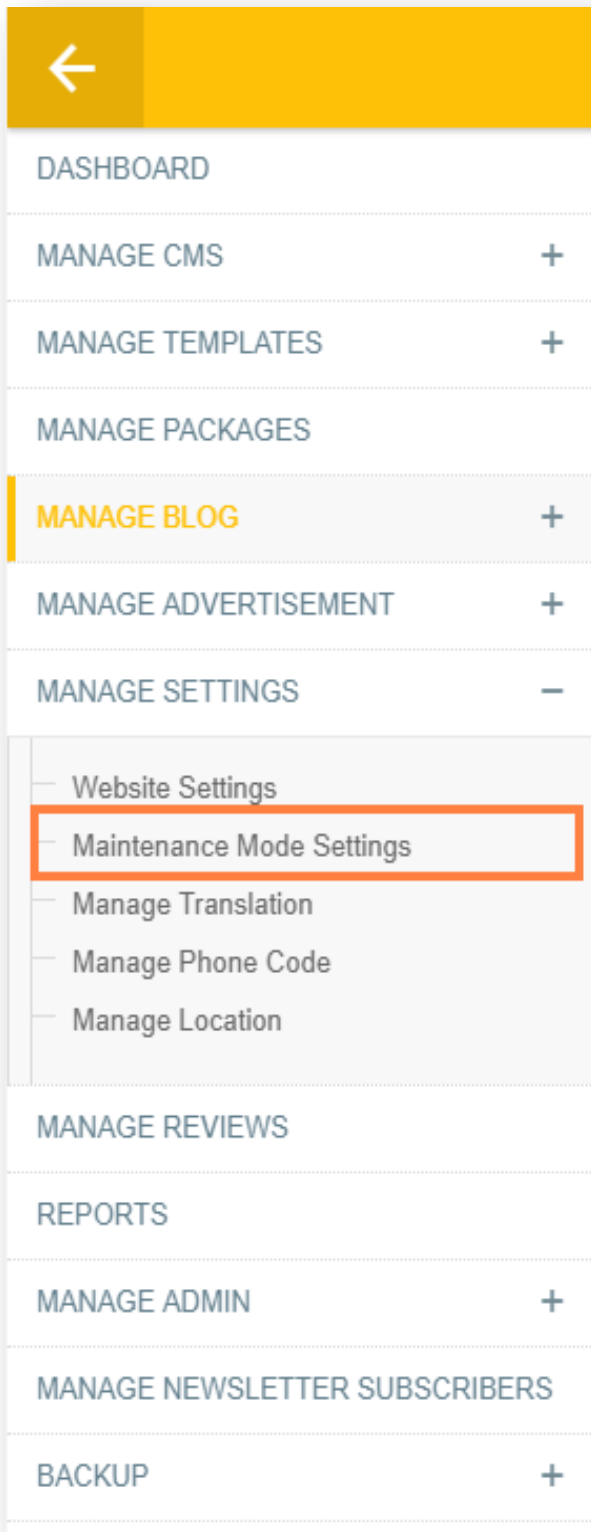 DASHBOARD
MANAGE CMS +
MANAGE TEMPLATES +
MANAGE PACKAGES
MANAGE BLOG +
MANAGE ADVERTISEMENT +
MANAGE SETTINGS −
Website Settings
Maintenance Mode Settings
Manage Translation
Manage Phone Code
Manage Location
MANAGE REVIEWS
REPORTS
MANAGE ADMIN +
MANAGE NEWSLETTER SUBSCRIBERS
BACKUP +